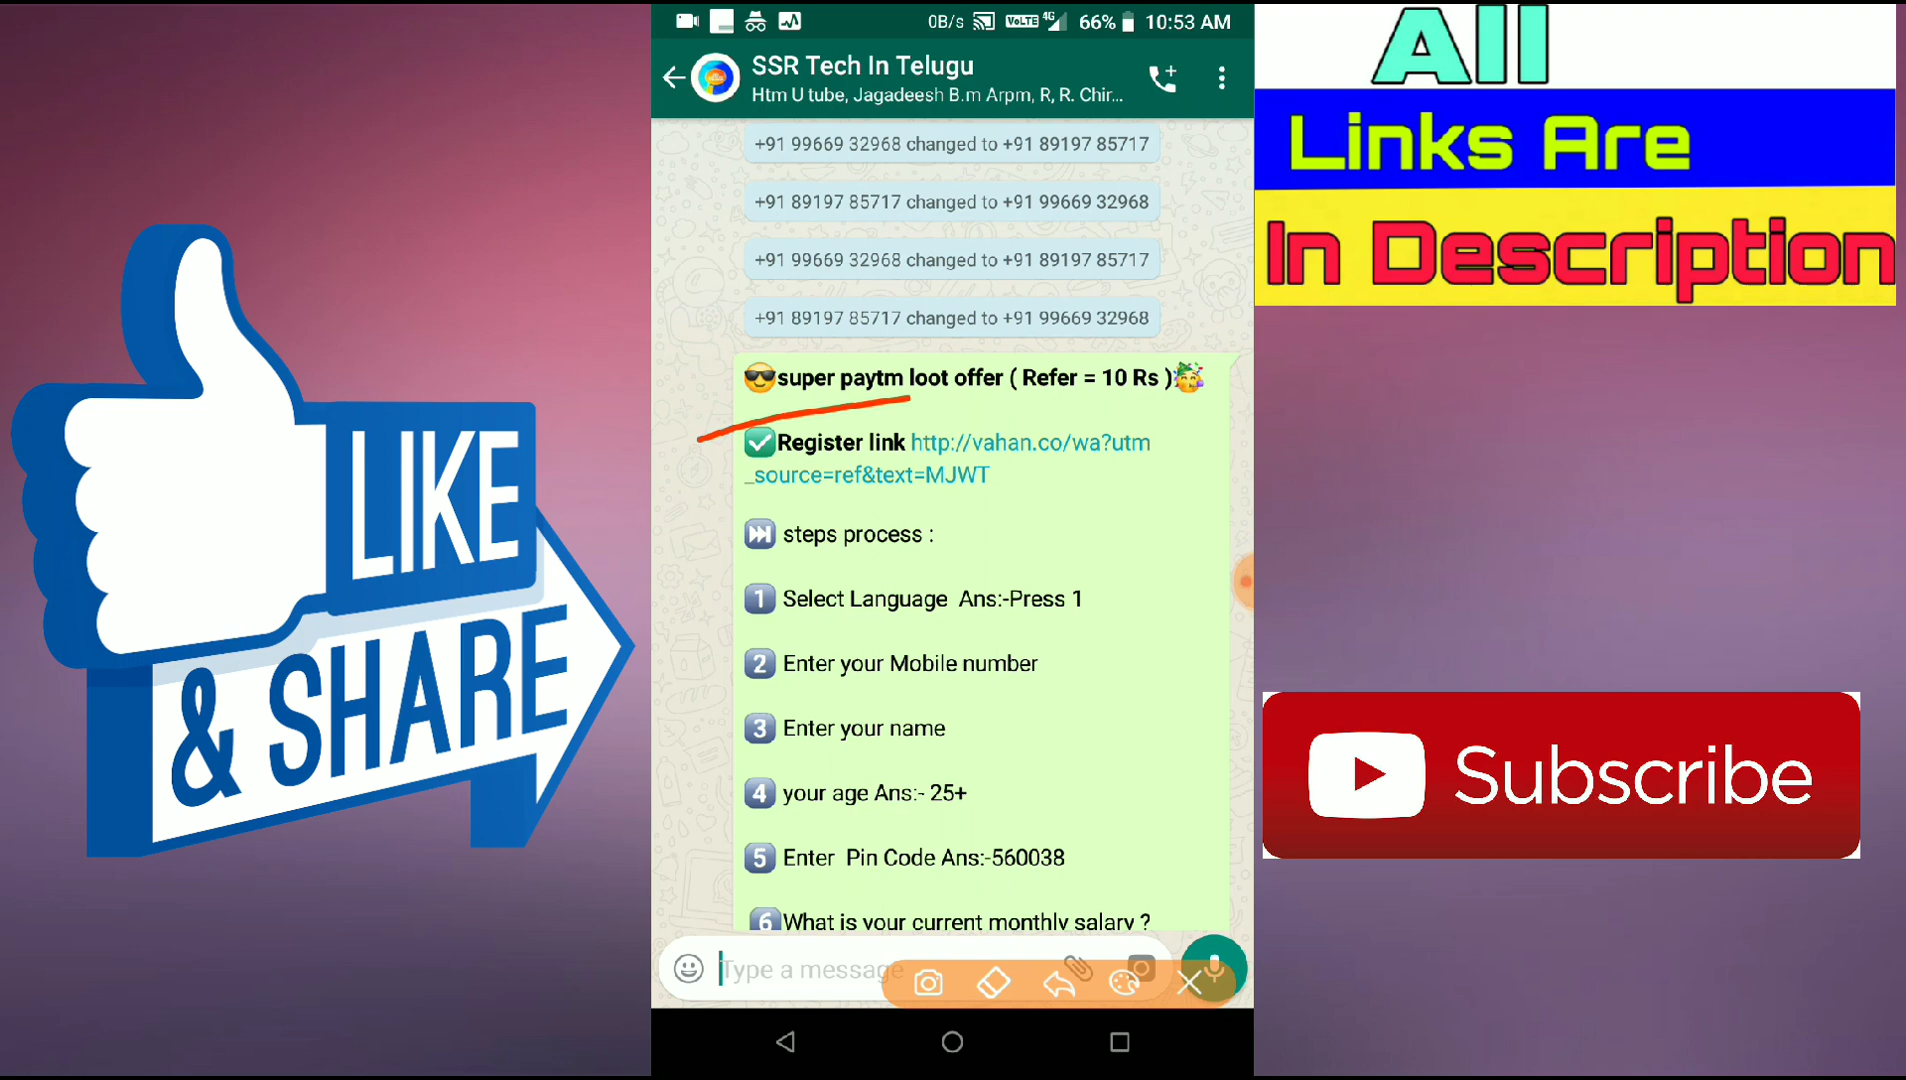 LIKE
& SHARE
0B/s VoLTE 4G 66% 10:53 AM
SSR Tech In Telugu
Htm U tube, Jagadeesh B.m Arpm, R, R. Chir...
+91 99669 32968 changed to +91 89197 85717
+91 89197 85717 changed to +91 99669 32968
+91 99669 32968 changed to +91 89197 85717
+91 89197 85717 changed to +91 99669 32968
😎super paytm loot offer ( Refer = 10 Rs )🥳
✅Register link http://vahan.co/wa?utm
_source=ref&text=MJWT
⏭ steps process :
1 Select Language Ans:-Press 1
2 Enter your Mobile number
3 Enter your name
4 your age Ans:- 25+
5 Enter Pin Code Ans:-560038
6 What is your current monthly salary ?
Type a message
All
Links Are
In Description
Subscribe